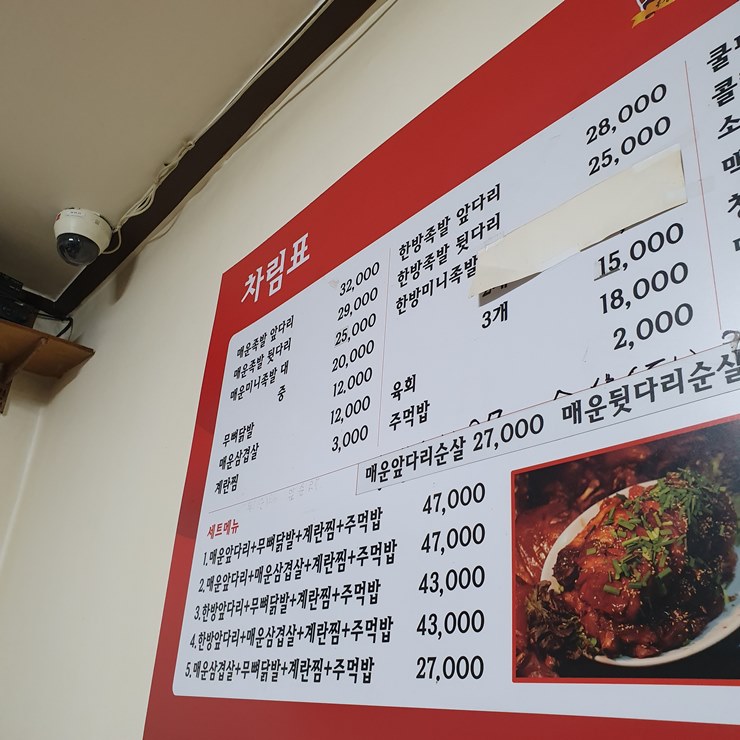 차림표
매운족발 앞다리 32,000
매운족발 뒷다리 29,000
매운미니족발 대 25,000
중 20,000
무뼈닭발 12,000
매운삼겹살 12,000
계란찜 3,000
한방족발 앞다리 28,000
한방족발 뒷다리 25,000
한방미니족발
3개 15,000
육회 18,000
주먹밥 2,000
매운앞다리순살 27,000 매운뒷다리순살
세트메뉴
1.매운앞다리+무뼈닭발+계란찜+주먹밥 47,000
2.매운앞다리+매운삼겹살+계란찜+주먹밥 47,000
3.한방앞다리+무뼈닭발+계란찜+주먹밥 43,000
4.한방앞다리+매운삼겹살+계란찜+주먹밥 43,000
5.매운삼겹살+무뼈닭발+계란찜+주먹밥 27,000